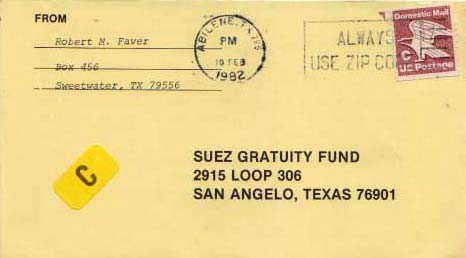 FROM
Robert M. Faver
Box 456
Sweetwater, TX 79556
ABILENE, TX
PM
10 FEB
1982
ALWAYS
USE ZIP CO
Domestic Mail
C
US Postage
C
SUEZ GRATUITY FUND
2915 LOOP 306
SAN ANGELO, TEXAS 76901